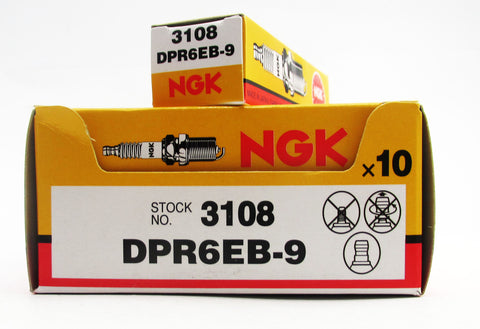 3108
DPR6EB-9
NGK
NGK
NGK
×10
STOCK
NO.
3108
DPR6EB-9